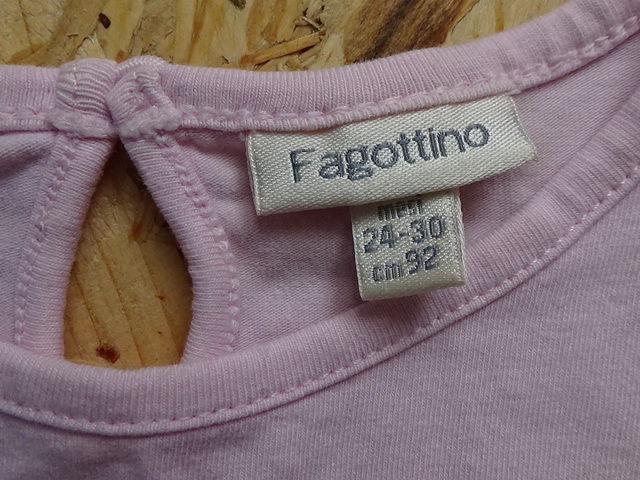 Fagottino
mesi
24-30
cm 92